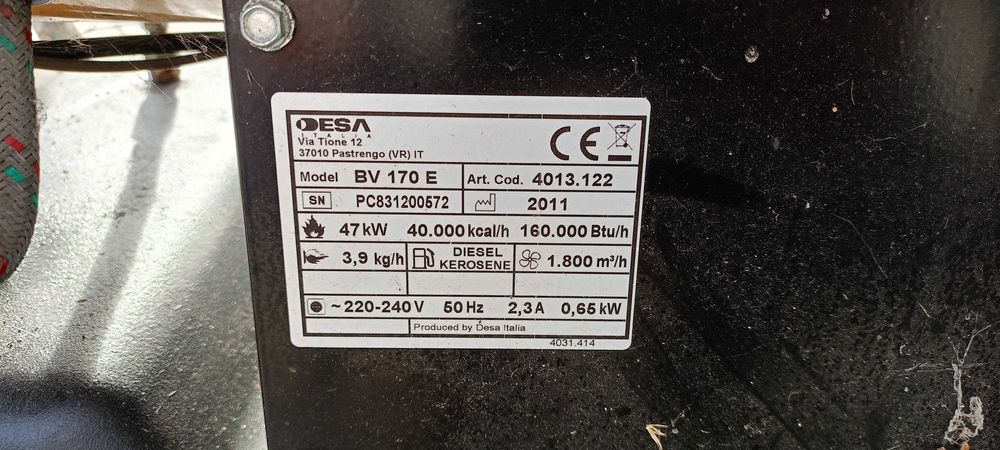 DESA
ITALIA
Via Tione 12
37010 Pastrengo (VR) IT
CE
Model BV 170 E Art. Cod. 4013.122
SN PC831200572 2011
47 kW 40.000 kcal/h 160.000 Btu/h
3,9 kg/h DIESEL KEROSENE 1.800 m³/h
~ 220-240 V 50 Hz 2,3 A 0,65 kW
Produced by Desa Italia
4031.414